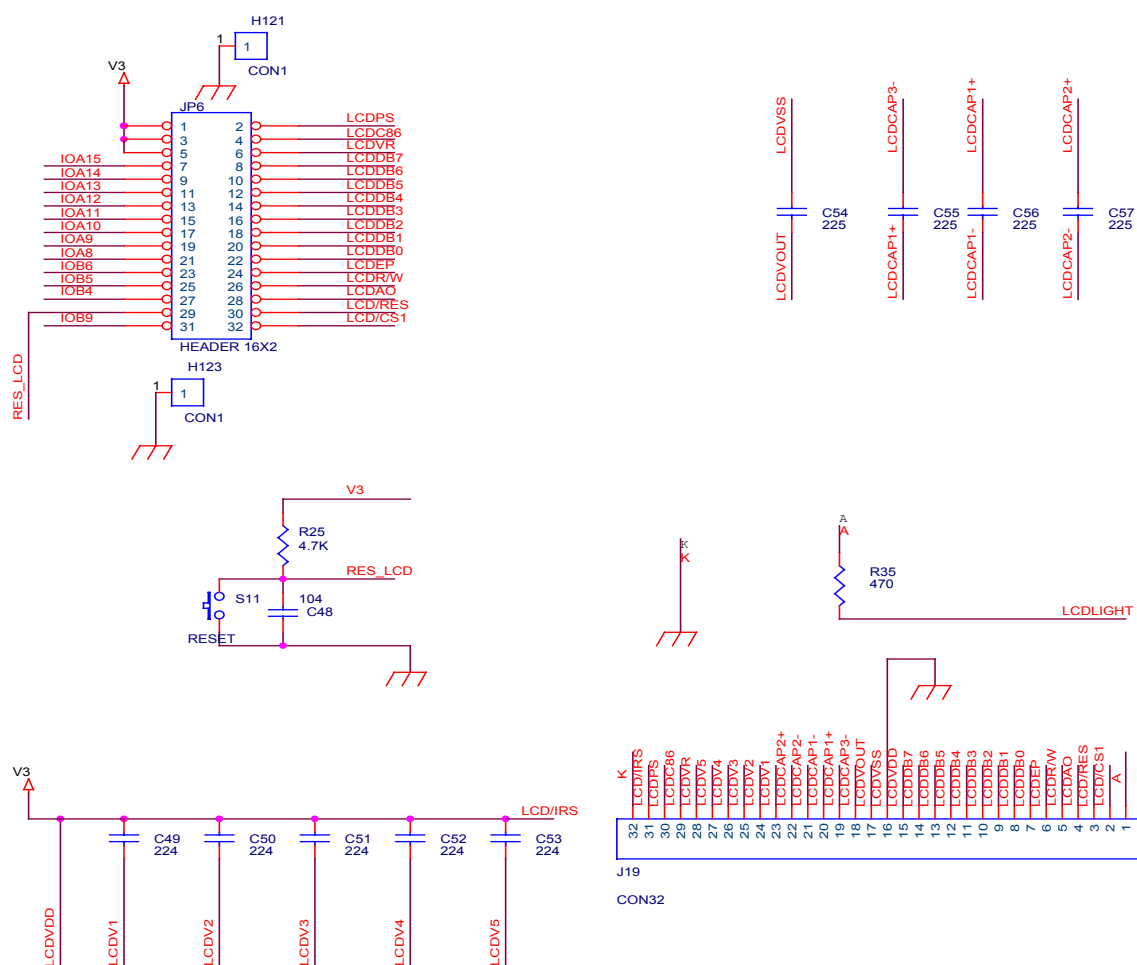 H121
1
1
CON1
V3
JP6
1 2 LCDPS
3 4 LCDC86
5 6 LCDVR
IOA15 7 8 LCDDB7
IOA14 9 10 LCDDB6
IOA13 11 12 LCDDB5
IOA12 13 14 LCDDB4
IOA11 15 16 LCDDB3
IOA10 17 18 LCDDB2
IOA9 19 20 LCDDB1
IOA8 21 22 LCDDB0
IOB6 23 24 LCDEP
IOB5 25 26 LCDR/W
IOB4 27 28 LCDAO
29 30 LCD/RES
IOB9 31 32 LCD/CS1
HEADER 16X2
RES_LCD
H123
1
1
CON1
LCDVSS
LCDCAP3-
LCDCAP1+
LCDCAP2+
C54
225
C55
225
C56
225
C57
225
LCDVOUT
LCDCAP1+
LCDCAP1-
LCDCAP2-
V3
R25
4.7K
RES_LCD
S11
104
C48
RESET
K
K
A
A
R35
470
LCDLIGHT
V3
LCD/IRS
C49
224
C50
224
C51
224
C52
224
C53
224
LCDVDD
LCDV1
LCDV2
LCDV3
LCDV4
LCDV5
K
LCD/IRS
LCDPS
LCDC86
LCDVR
LCDV5
LCDV4
LCDV3
LCDV2
LCDV1
LCDCAP2+
LCDCAP2-
LCDCAP1-
LCDCAP1+
LCDCAP3-
LCDVOUT
LCDVSS
LCDVDD
LCDDB7
LCDDB6
LCDDB5
LCDDB4
LCDDB3
LCDDB2
LCDDB1
LCDDB0
LCDEP
LCDR/W
LCDAO
LCD/RES
LCD/CS1
A
32 31 30 29 28 27 26 25 24 23 22 21 20 19 18 17 16 15 14 13 12 11 10 9 8 7 6 5 4 3 2 1
J19
CON32